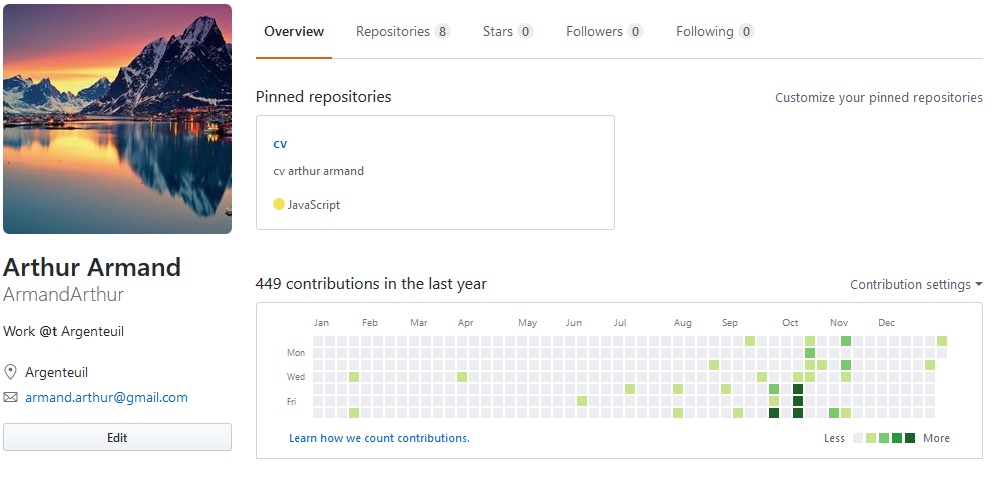 Overview Repositories 8 Stars 0 Followers 0 Following 0
Pinned repositories Customize your pinned repositories
cv
cv arthur armand
JavaScript
Arthur Armand
ArmandArthur
Work @t Argenteuil
Argenteuil
armand.arthur@gmail.com
Edit
449 contributions in the last year Contribution settings
Jan Feb Mar Apr May Jun Jul Aug Sep Oct Nov Dec
Mon
Wed
Fri
Learn how we count contributions. Less More